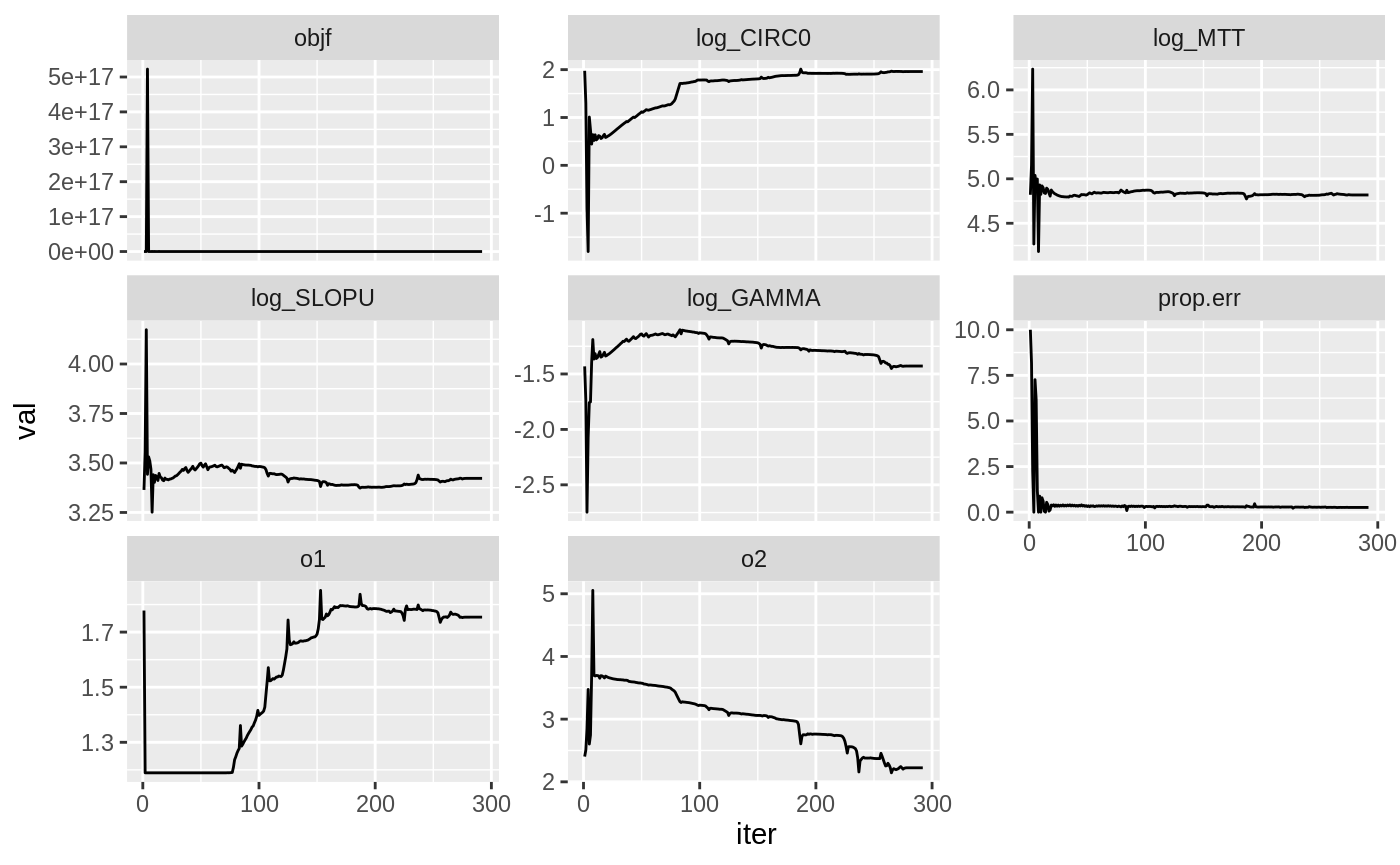 objf
log_CIRC0
log_MTT
5e+17
4e+17
3e+17
2e+17
1e+17
0e+00
2
1
0
-1
6.0
5.5
5.0
4.5
log_SLOPU
log_GAMMA
prop.err
4.00
3.75
3.50
3.25
-1.5
-2.0
-2.5
10.0
7.5
5.0
2.5
0.0
0 100 200 300
o1
o2
1.7
1.5
1.3
5
4
3
2
0 100 200 300
0 100 200 300
val
iter